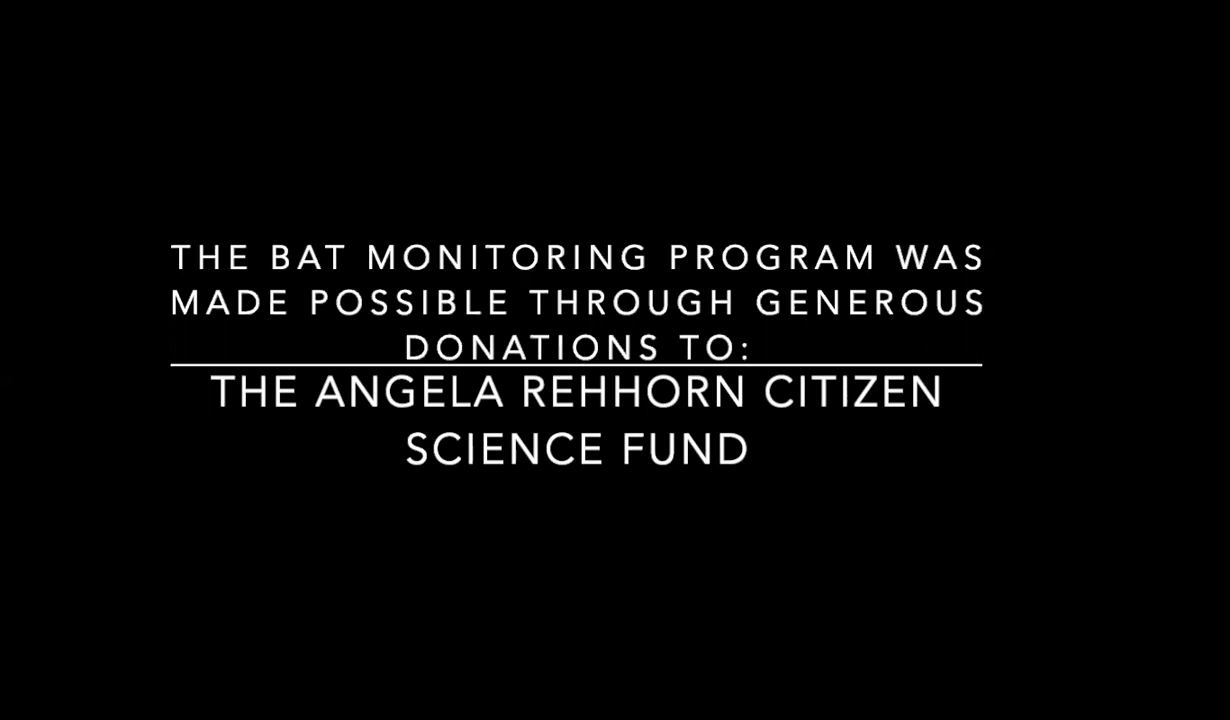 THE BAT MONITORING PROGRAM WAS
MADE POSSIBLE THROUGH GENEROUS
DONATIONS TO:
THE ANGELA REHHORN CITIZEN
SCIENCE FUND